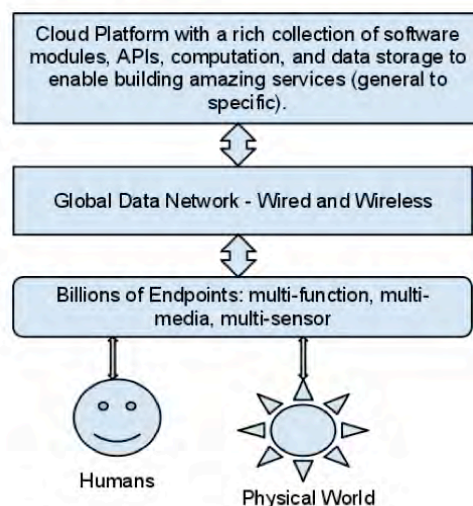 Cloud Platform with a rich collection of software
modules, APIs, computation, and data storage to
enable building amazing services (general to
specific).
Global Data Network - Wired and Wireless
Billions of Endpoints: multi-function, multi-
media, multi-sensor
Humans
Physical World